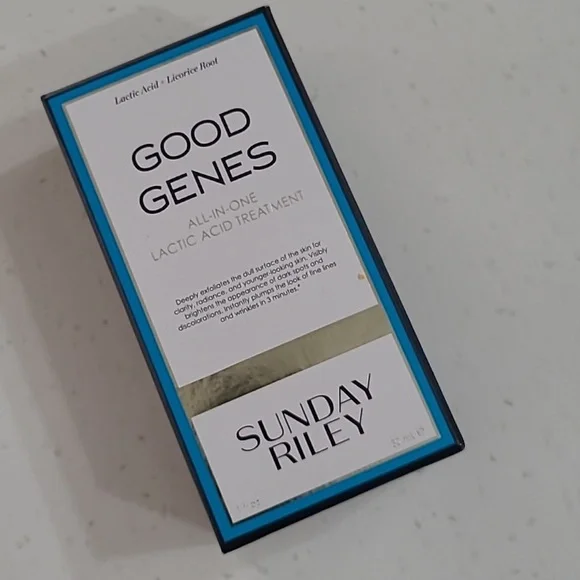 Lactic Acid + Licorice Root
GOOD
GENES
ALL-IN-ONE
LACTIC ACID TREATMENT
Deeply exfoliates the dull surface of the skin for
clarity, radiance, and younger-looking skin. Visibly
brightens the appearance of dark spots and
discolorations. Instantly plumps the look of fine lines
and wrinkles in 3 minutes.*
SUNDAY
RILEY